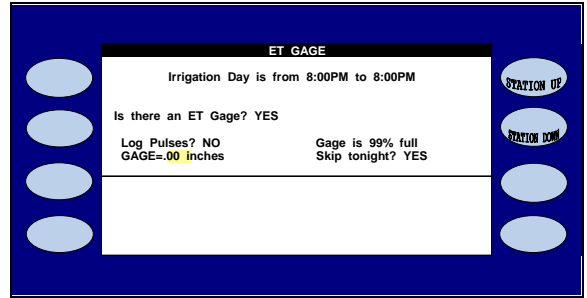 ET GAGE
Irrigation Day is from 8:00PM to 8:00PM
STATION UP
Is there an ET Gage? YES
STATION DOWN
Log Pulses? NO Gage is 99% full
GAGE=.00 inches Skip tonight? YES